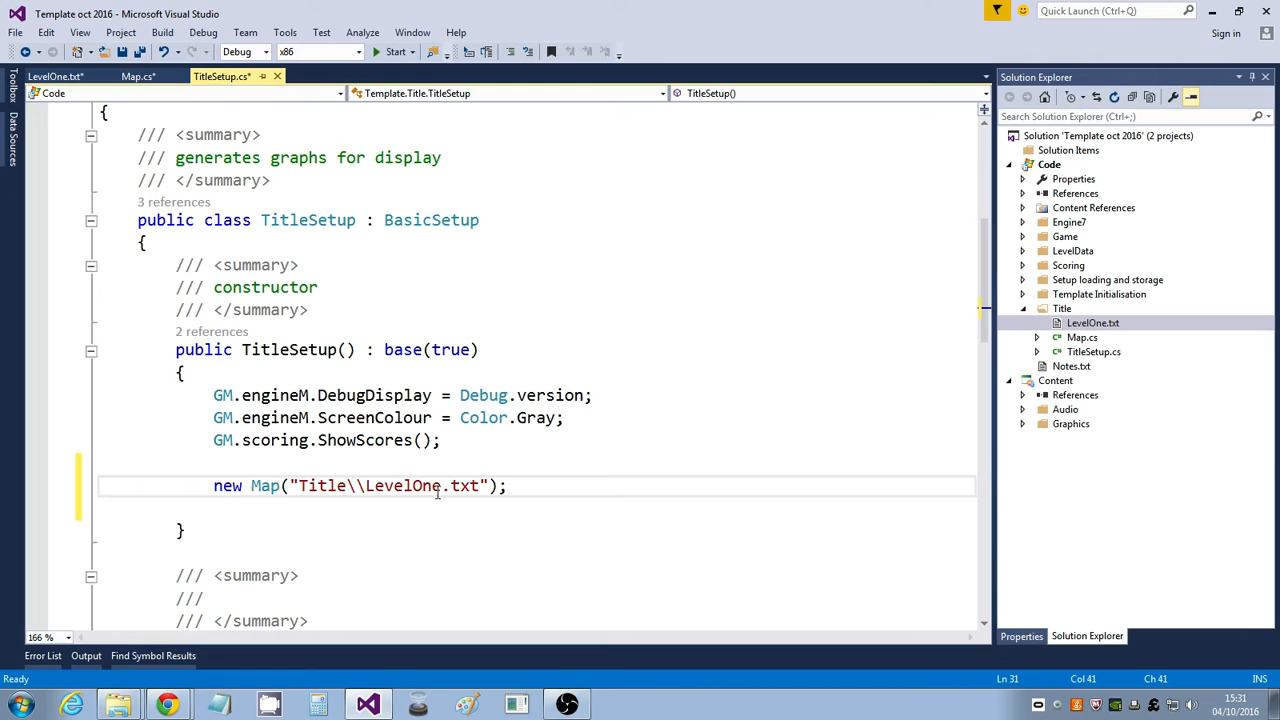 Template oct 2016 - Microsoft Visual Studio
Quick Launch (Ctrl+Q)
File Edit View Project Build Debug Team Tools Test Analyze Window Help
Sign in
Debug x86 Start
LevelOne.txt* Map.cs* TitleSetup.cs*
Code Template.Title.TitleSetup TitleSetup()
Toolbox
Data Sources
{
/// <summary>
/// generates graphs for display
/// </summary>
3 references
public class TitleSetup : BasicSetup
{
/// <summary>
/// constructor
/// </summary>
2 references
public TitleSetup() : base(true)
{
GM.engineM.DebugDisplay = Debug.version;
GM.engineM.ScreenColour = Color.Gray;
GM.scoring.ShowScores();
new Map("Title\\LevelOne.txt");
}
/// <summary>
///
/// </summary>
166 %
Solution Explorer
Search Solution Explorer (Ctrl+;)
Solution 'Template oct 2016' (2 projects)
Solution Items
Code
Properties
References
Content References
Engine7
Game
LevelData
Scoring
Setup loading and storage
Template Initialisation
Title
LevelOne.txt
Map.cs
TitleSetup.cs
Notes.txt
Content
References
Audio
Graphics
Properties Solution Explorer
Error List Output Find Symbol Results
Ready Ln 31 Col 41 Ch 41 INS
15:31
04/10/2016